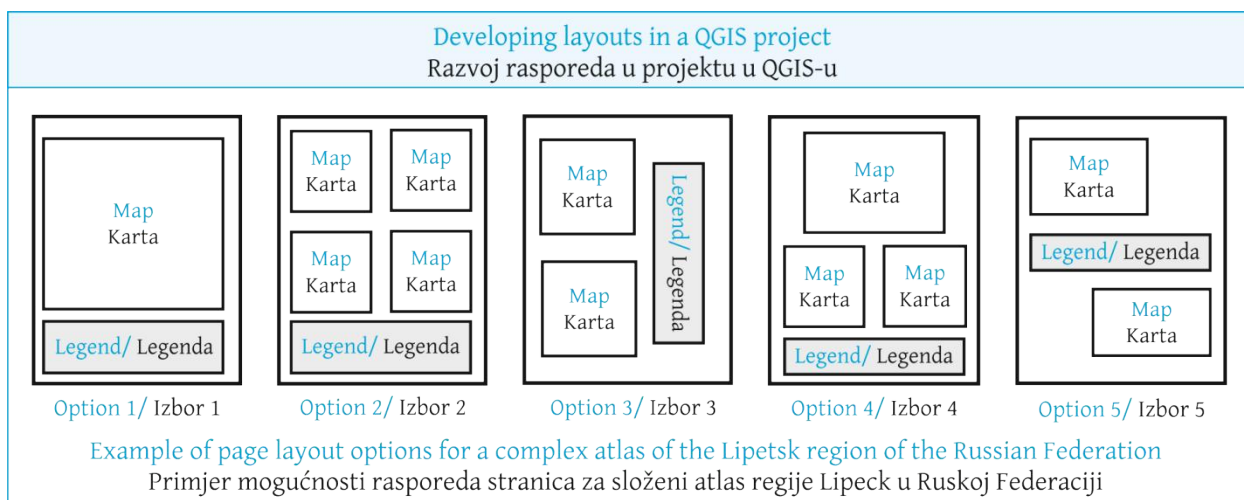 Developing layouts in a QGIS project
Razvoj rasporeda u projektu u QGIS-u
Map
Karta
Legend/ Legenda
Option 1/ Izbor 1
Map
Karta
Map
Karta
Map
Karta
Map
Karta
Legend/ Legenda
Option 2/ Izbor 2
Map
Karta
Map
Karta
Legend/ Legenda
Option 3/ Izbor 3
Map
Karta
Map
Karta
Map
Karta
Legend/ Legenda
Option 4/ Izbor 4
Map
Karta
Legend/ Legenda
Map
Karta
Option 5/ Izbor 5
Example of page layout options for a complex atlas of the Lipetsk region of the Russian Federation
Primjer mogućnosti rasporeda stranica za složeni atlas regije Lipeck u Ruskoj Federaciji